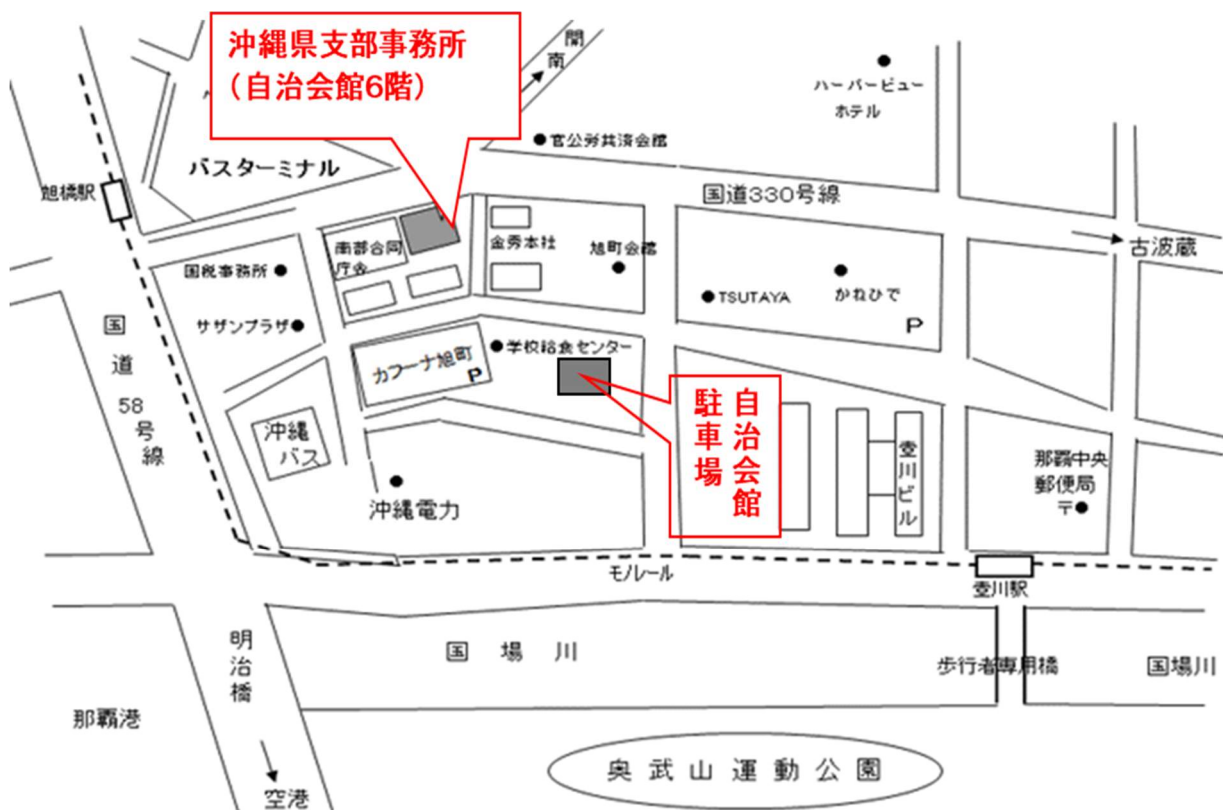 沖縄県支部事務所
(自治会館6階)
開南
ハーバービュー
ホテル
官公労共済会館
バスターミナル
旭橋駅
国道330号線
古波蔵
南部合同
庁舎
金秀本社
旭町会館
国税事務所
TSUTAYA
かねひで
P
サザンプラザ
国道58号線
学校給食センター
カフーナ旭町
P
自治会館
駐車場
沖縄
バス
壺川ビル
那覇中央
郵便局
〒
沖縄電力
モノレール
壺川駅
明治橋
国場川
歩行者専用橋
国場川
那覇港
奥武山運動公園
空港